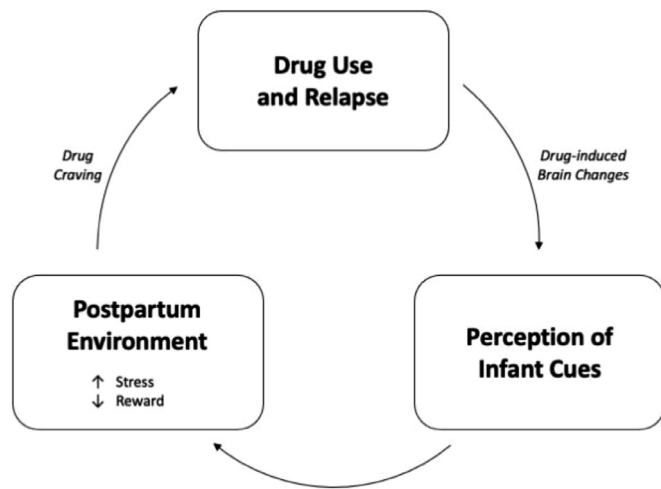 Drug Use
and Relapse
Drug
Craving
Drug-induced
Brain Changes
Postpartum
Environment
↑ Stress
↓ Reward
Perception of
Infant Cues